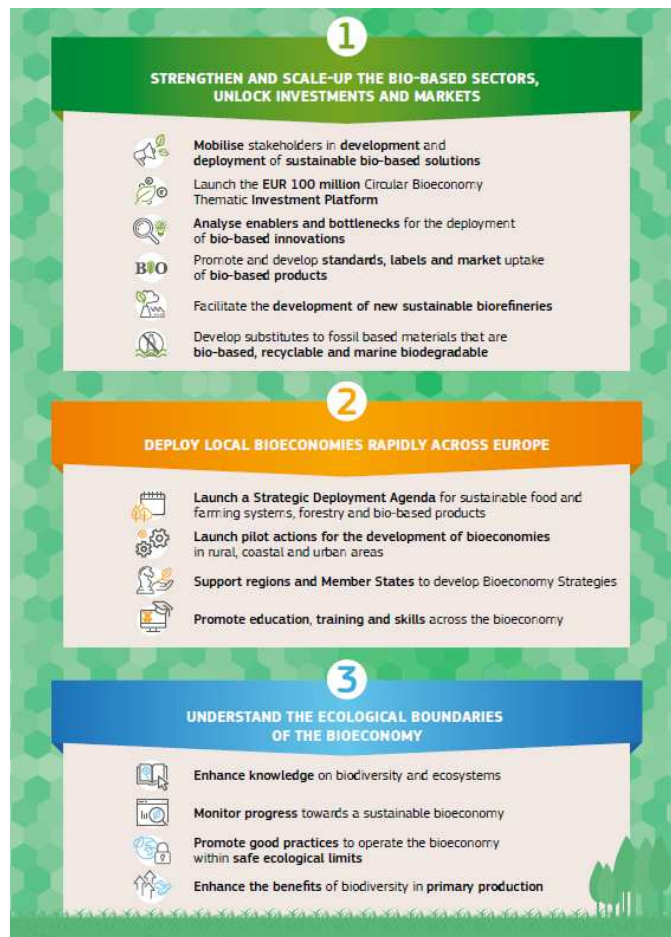 1
STRENGTHEN AND SCALE-UP THE BIO-BASED SECTORS,
UNLOCK INVESTMENTS AND MARKETS
Mobilise stakeholders in development and
deployment of sustainable bio-based solutions
Launch the EUR 100 million Circular Bioeconomy
Thematic Investment Platform
Analyse enablers and bottlenecks for the deployment
of bio-based innovations
BIO
Promote and develop standards, labels and market uptake
of bio-based products
Facilitate the development of new sustainable biorefineries
Develop substitutes to fossil based materials that are
bio-based, recyclable and marine biodegradable
2
DEPLOY LOCAL BIOECONOMIES RAPIDLY ACROSS EUROPE
Launch a Strategic Deployment Agenda for sustainable food and
farming systems, forestry and bio-based products
Launch pilot actions for the development of bioeconomies
in rural, coastal and urban areas
Support regions and Member States to develop Bioeconomy Strategies
Promote education, training and skills across the bioeconomy
3
UNDERSTAND THE ECOLOGICAL BOUNDARIES
OF THE BIOECONOMY
Enhance knowledge on biodiversity and ecosystems
Monitor progress towards a sustainable bioeconomy
Promote good practices to operate the bioeconomy
within safe ecological limits
Enhance the benefits of biodiversity in primary production